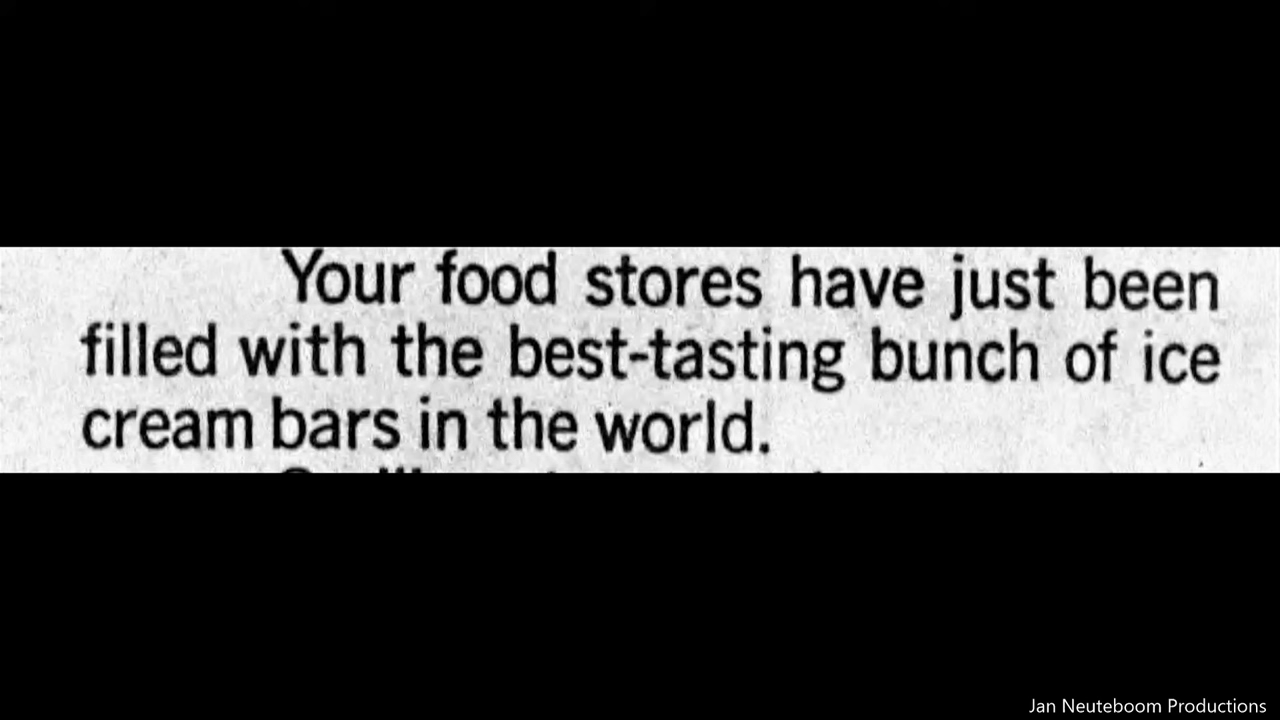 Your food stores have just been
filled with the best-tasting bunch of ice
cream bars in the world.
Jan Neuteboom Productions